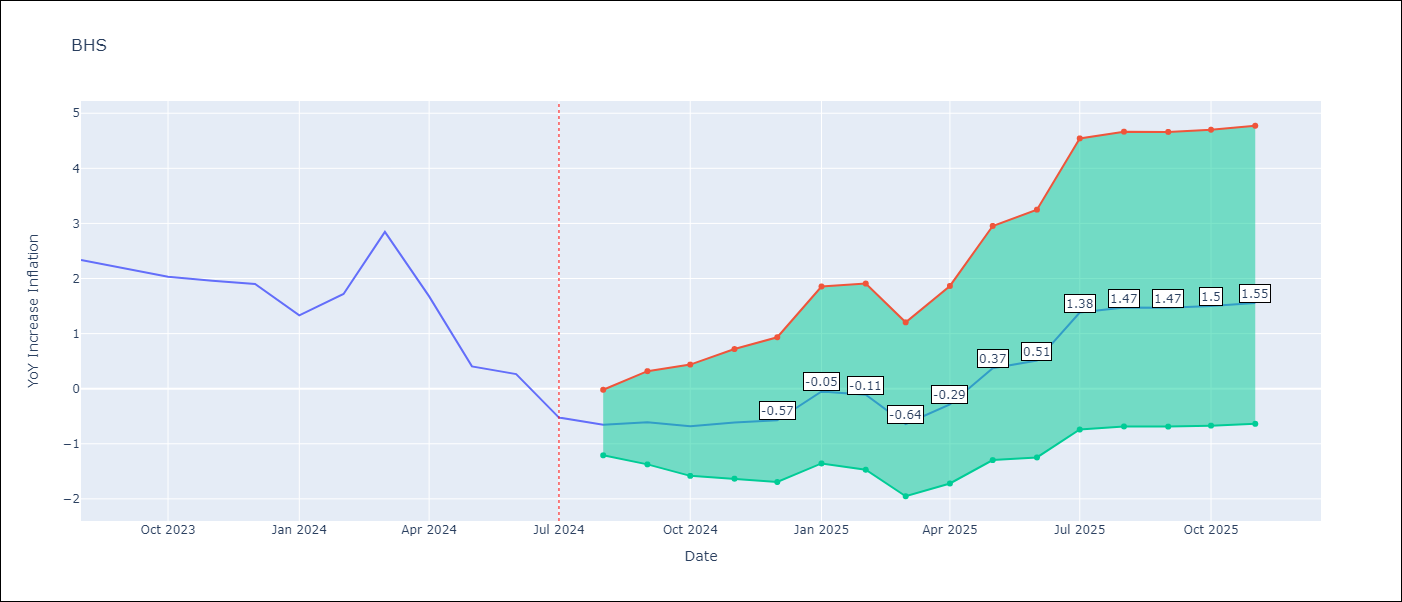 BHS
YoY Increase Inflation
5
4
3
2
1
0
−1
−2
-0.57
-0.05
-0.11
-0.64
-0.29
0.37
0.51
1.38
1.47
1.47
1.5
1.55
Oct 2023
Jan 2024
Apr 2024
Jul 2024
Oct 2024
Jan 2025
Apr 2025
Jul 2025
Oct 2025
Date